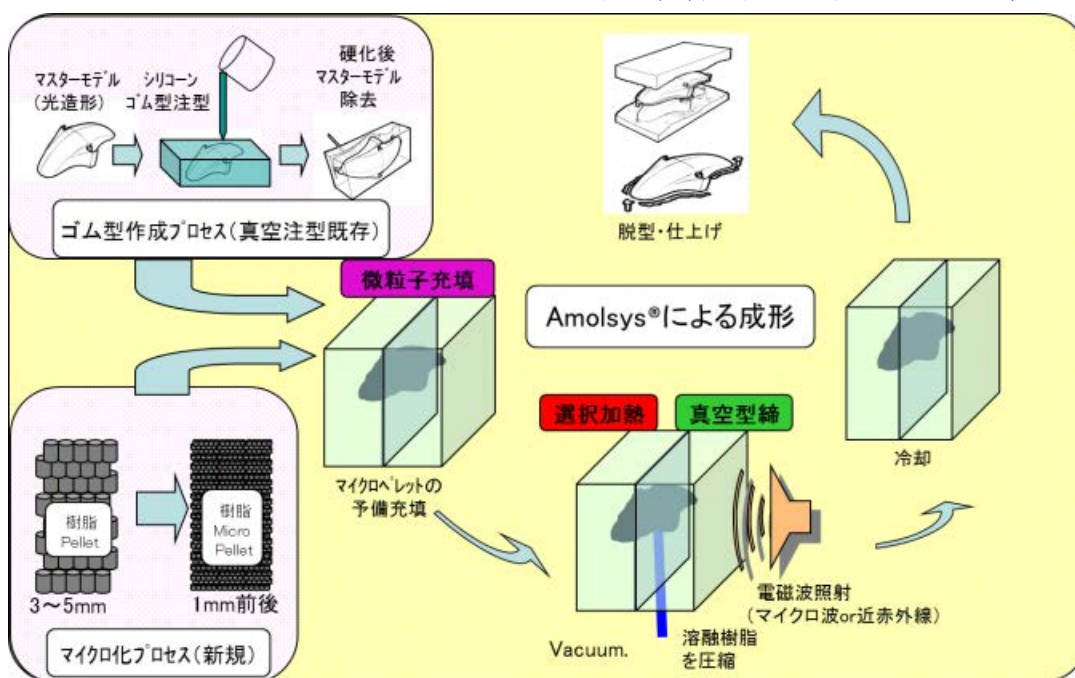 マスターモデル
(光造形)
シリコーン
ゴム型注型
硬化後
マスターモデル
除去
ゴム型作成プロセス(真空注型既存)
脱型・仕上げ
微粒子充填
Amolsys®による成形
選択加熱
真空型締
冷却
マイクロペレットの
予備充填
樹脂
Pellet
樹脂
Micro
Pellet
3～5mm
1mm前後
マイクロ化プロセス(新規)
電磁波照射
(マイクロ波or近赤外線)
Vacuum.
溶融樹脂
を圧縮